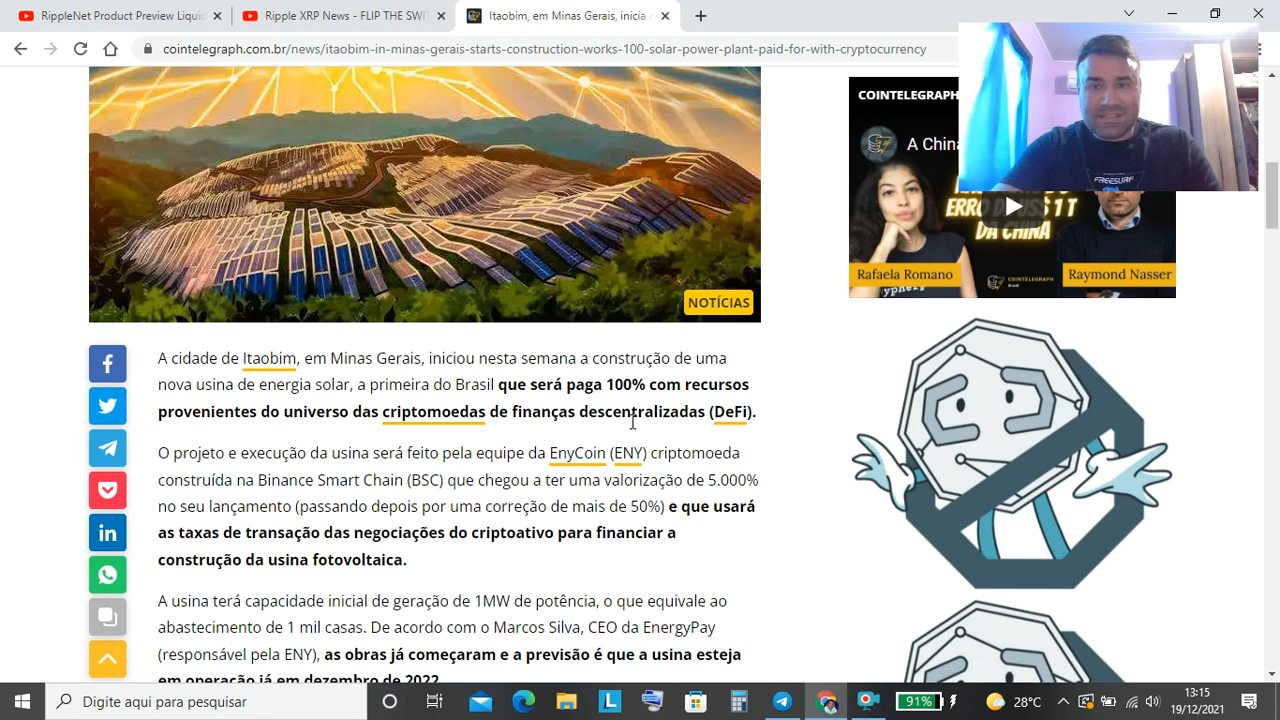 RippleNet Product Preview Liquid
Ripple XRP News - FLIP THE SWIT
Itaobim, em Minas Gerais, inicia
cointelegraph.com.br/news/itaobim-in-minas-gerais-starts-construction-works-100-solar-power-plant-paid-for-with-cryptocurrency
FREESURF
COINTELEGRAPH
A China
ERRO DE US$ 1 T
DA CHINA
Rafaela Romano
Raymond Nasser
COINTELEGRAPH
Brasil
NOTÍCIAS
A cidade de Itaobim, em Minas Gerais, iniciou nesta semana a construção de uma
nova usina de energia solar, a primeira do Brasil que será paga 100% com recursos
provenientes do universo das criptomoedas de finanças descentralizadas (DeFi).
O projeto e execução da usina será feito pela equipe da EnyCoin (ENY) criptomoeda
construída na Binance Smart Chain (BSC) que chegou a ter uma valorização de 5.000%
no seu lançamento (passando depois por uma correção de mais de 50%) e que usará
as taxas de transação das negociações do criptoativo para financiar a
construção da usina fotovoltaica.
A usina terá capacidade inicial de geração de 1MW de potência, o que equivale ao
abastecimento de 1 mil casas. De acordo com o Marcos Silva, CEO da EnergyPay
(responsável pela ENY), as obras já começaram e a previsão é que a usina esteja
em operação já em dezembro de 2022
Digite aqui para pesquisar
91%
28°C
13:15
19/12/2021